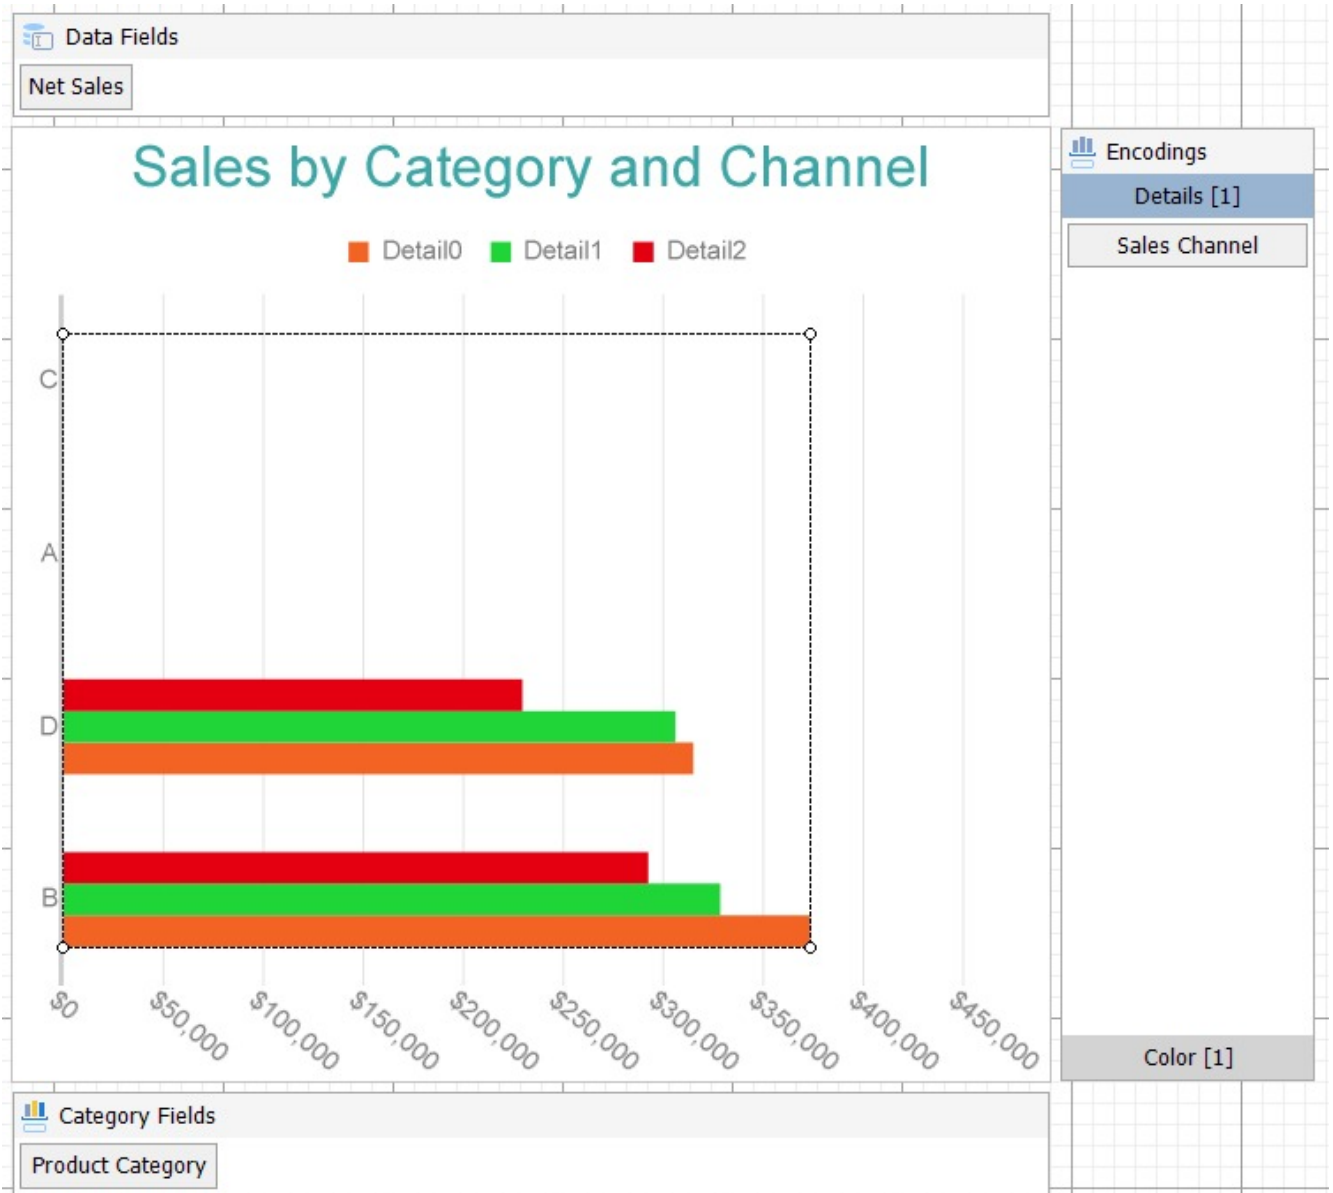 Data Fields
Net Sales
Sales by Category and Channel
Detail0 Detail1 Detail2
C
A
D
B
$0 $50,000 $100,000 $150,000 $200,000 $250,000 $300,000 $350,000 $400,000 $450,000
Encodings
Details [1]
Sales Channel
Color [1]
Category Fields
Product Category